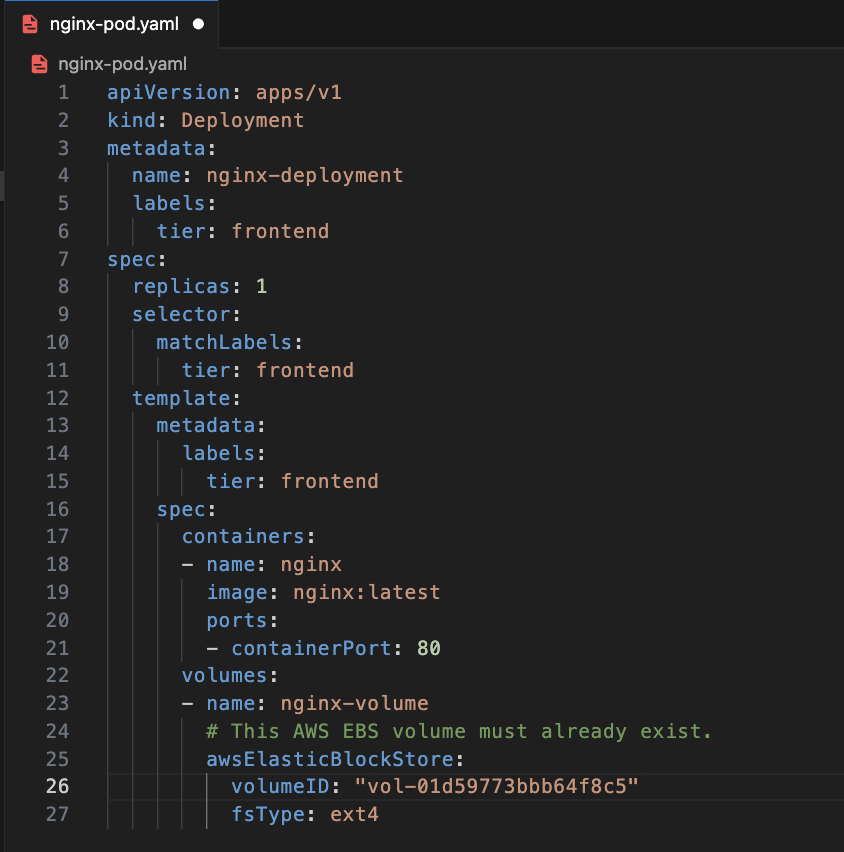 nginx-pod.yaml
nginx-pod.yaml
1 apiVersion: apps/v1
2 kind: Deployment
3 metadata:
4   name: nginx-deployment
5   labels:
6     tier: frontend
7 spec:
8   replicas: 1
9   selector:
10     matchLabels:
11       tier: frontend
12   template:
13     metadata:
14       labels:
15         tier: frontend
16     spec:
17       containers:
18       - name: nginx
19         image: nginx:latest
20         ports:
21         - containerPort: 80
22       volumes:
23       - name: nginx-volume
24         # This AWS EBS volume must already exist.
25         awsElasticBlockStore:
26           volumeID: "vol-01d59773bbb64f8c5"
27           fsType: ext4